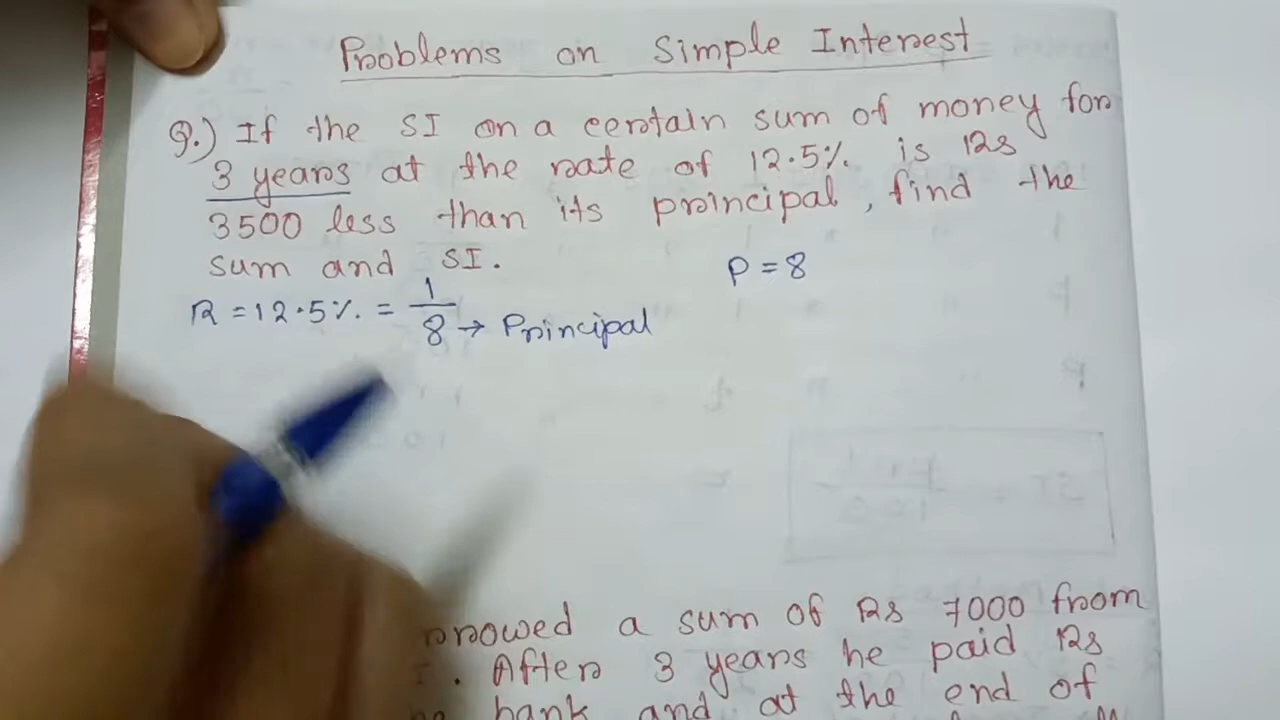 Problems on Simple Interest
Q.) If the SI on a certain sum of money for
3 years at the rate of 12.5% is Rs
3500 less than its principal, find the
sum and SI.
P = 8
R = 12.5% = 1/8 → Principal
a sum of Rs 7000 from
. After 3 years he paid Rs
bank and at the end of